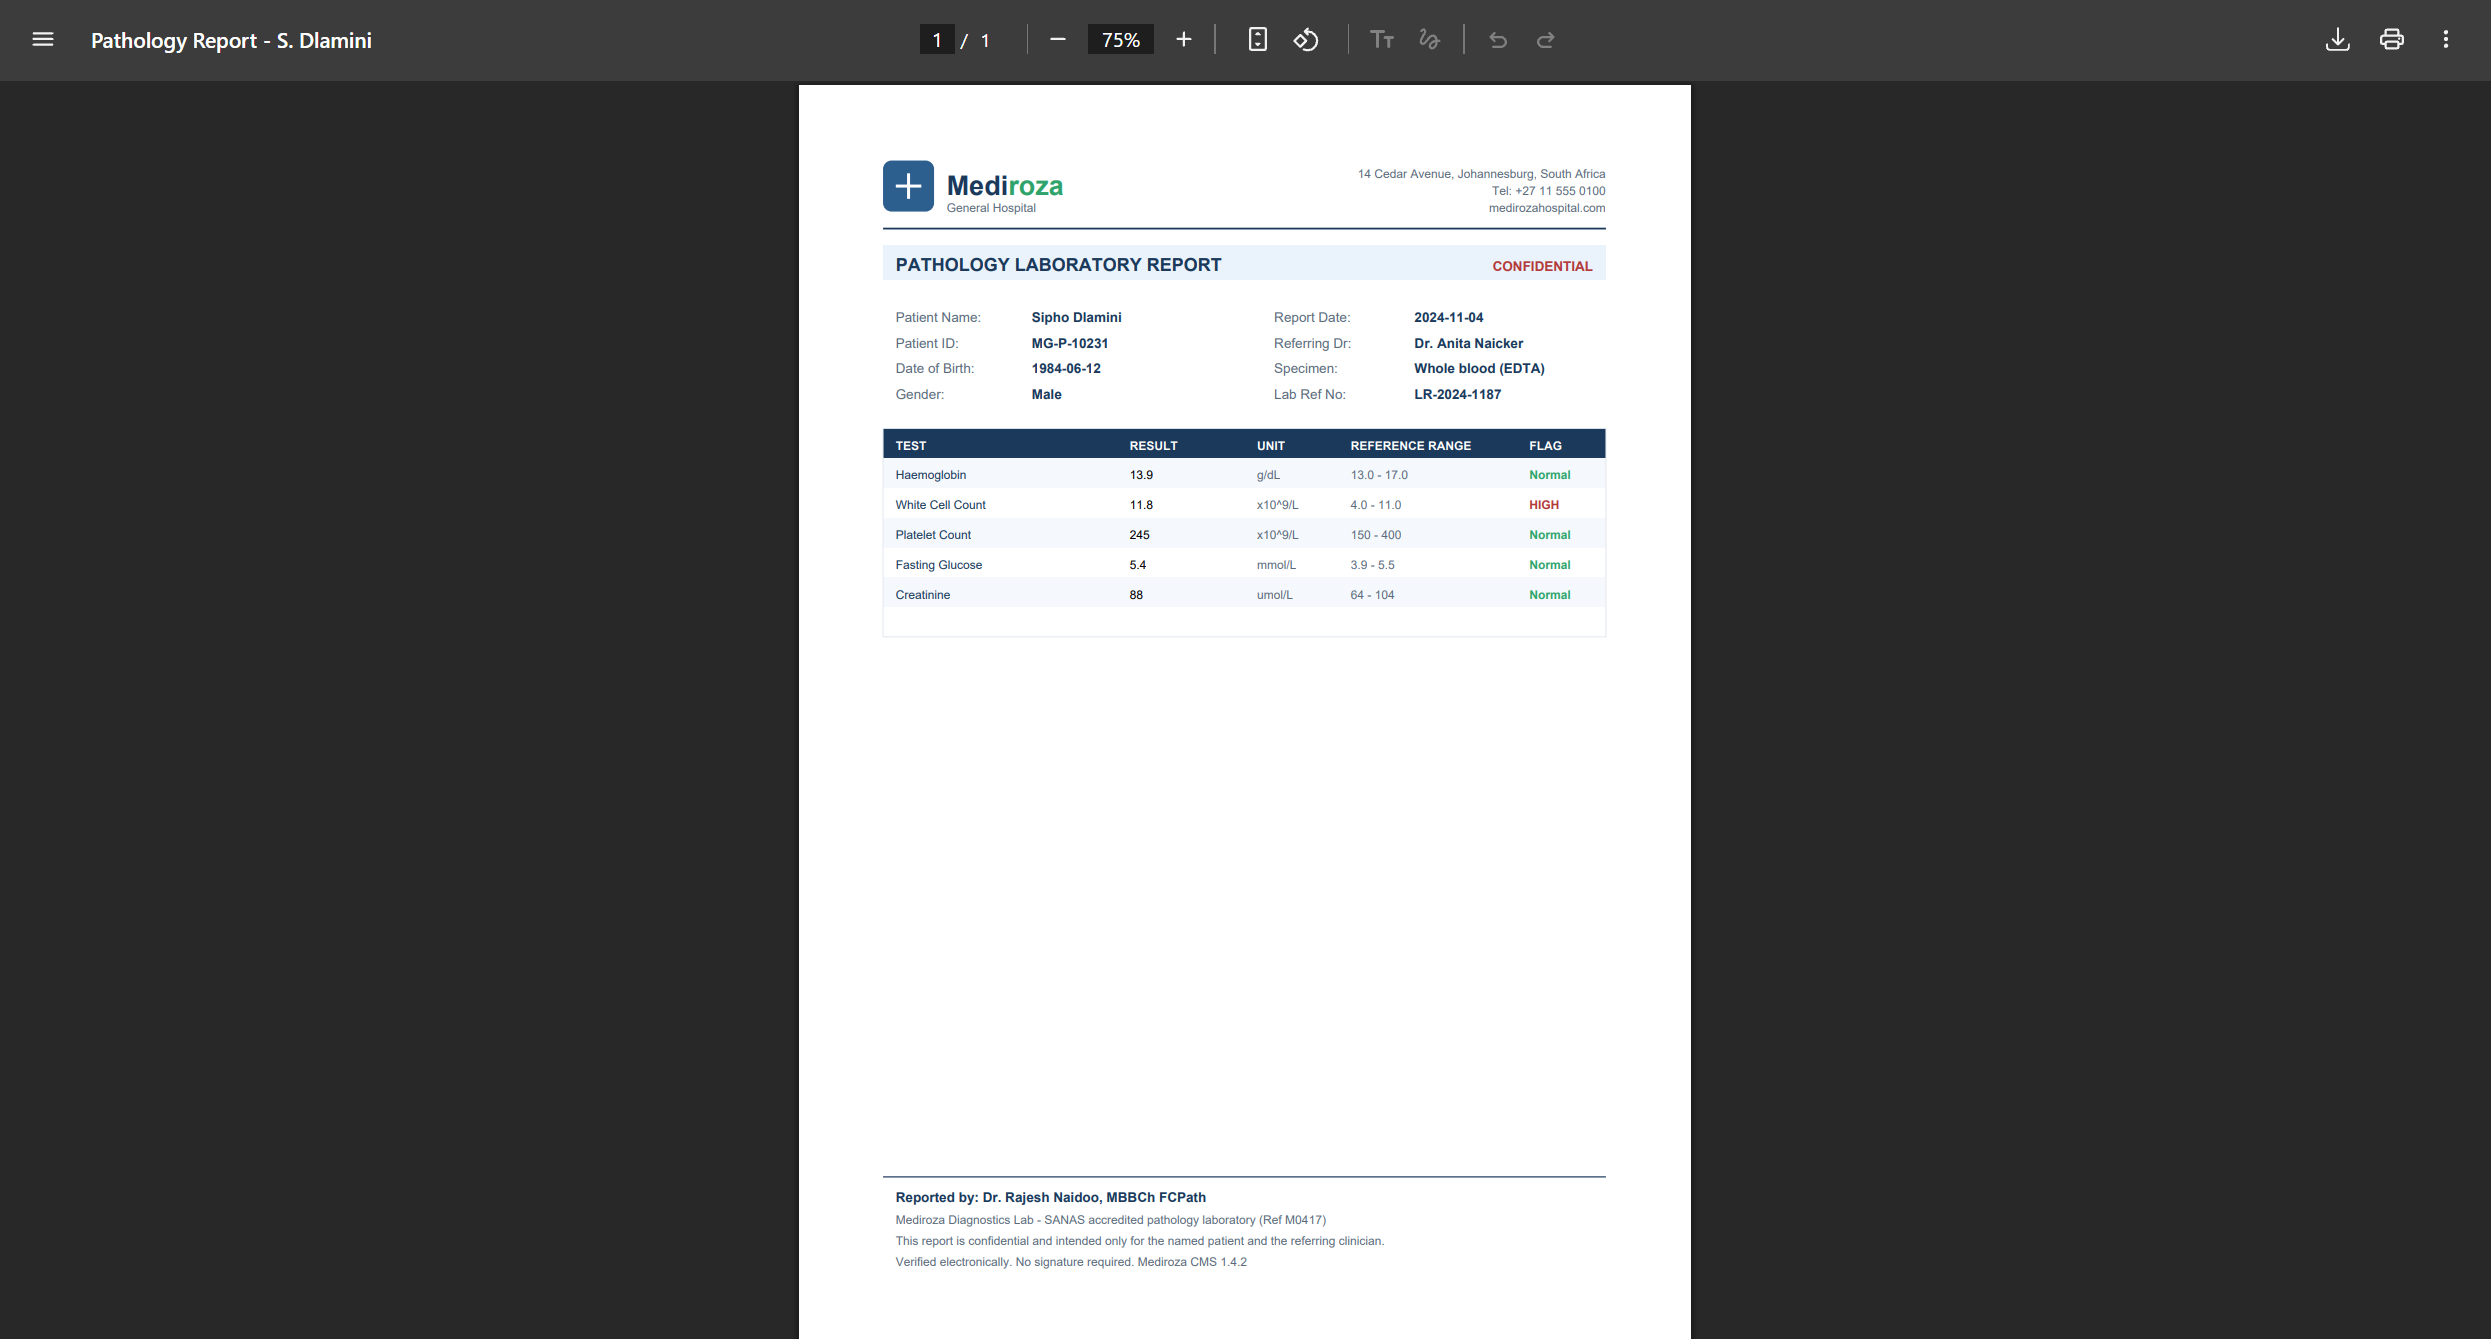 Pathology Report - S. Dlamini
1 / 1
75%
Mediroza
General Hospital
14 Cedar Avenue, Johannesburg, South Africa
Tel: +27 11 555 0100
medirozahospital.com
PATHOLOGY LABORATORY REPORT CONFIDENTIAL
Patient Name: Sipho Dlamini Report Date: 2024-11-04
Patient ID: MG-P-10231 Referring Dr: Dr. Anita Naicker
Date of Birth: 1984-06-12 Specimen: Whole blood (EDTA)
Gender: Male Lab Ref No: LR-2024-1187
TEST RESULT UNIT REFERENCE RANGE FLAG
Haemoglobin 13.9 g/dL 13.0 - 17.0 Normal
White Cell Count 11.8 x10^9/L 4.0 - 11.0 HIGH
Platelet Count 245 x10^9/L 150 - 400 Normal
Fasting Glucose 5.4 mmol/L 3.9 - 5.5 Normal
Creatinine 88 umol/L 64 - 104 Normal
Reported by: Dr. Rajesh Naidoo, MBBCh FCPath
Mediroza Diagnostics Lab - SANAS accredited pathology laboratory (Ref M0417)
This report is confidential and intended only for the named patient and the referring clinician.
Verified electronically. No signature required. Mediroza CMS 1.4.2